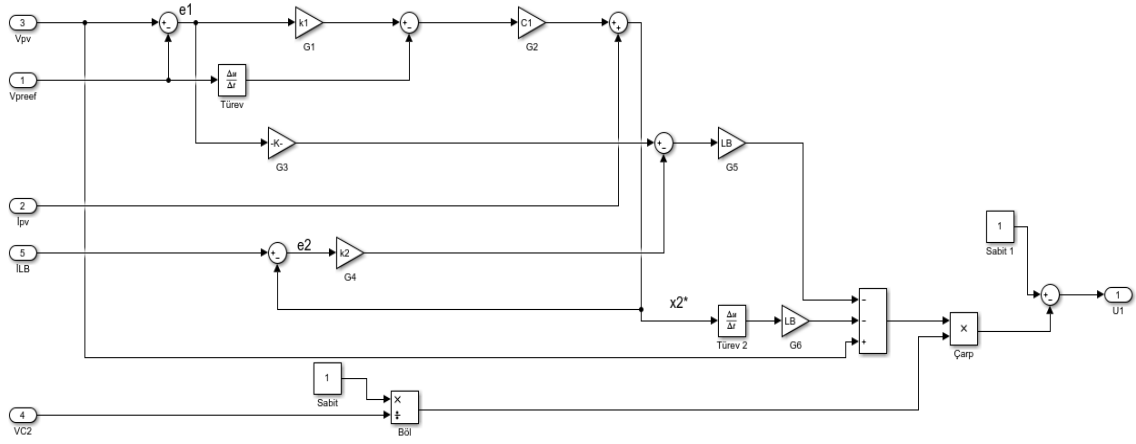 3
Vpv
+
-
e1
k1
G1
+
-
C1
G2
+
+
1
Vpreef
Δu
Δt
Türev
-K-
G3
+
-
LB
G5
2
Ipv
5
İLB
+
-
e2
k2
G4
1
Sabit 1
+
-
1
U1
x2*
Δu
Δt
Türev 2
LB
G6
-
-
+
×
Çarp
1
Sabit
×
÷
Böl
4
VC2